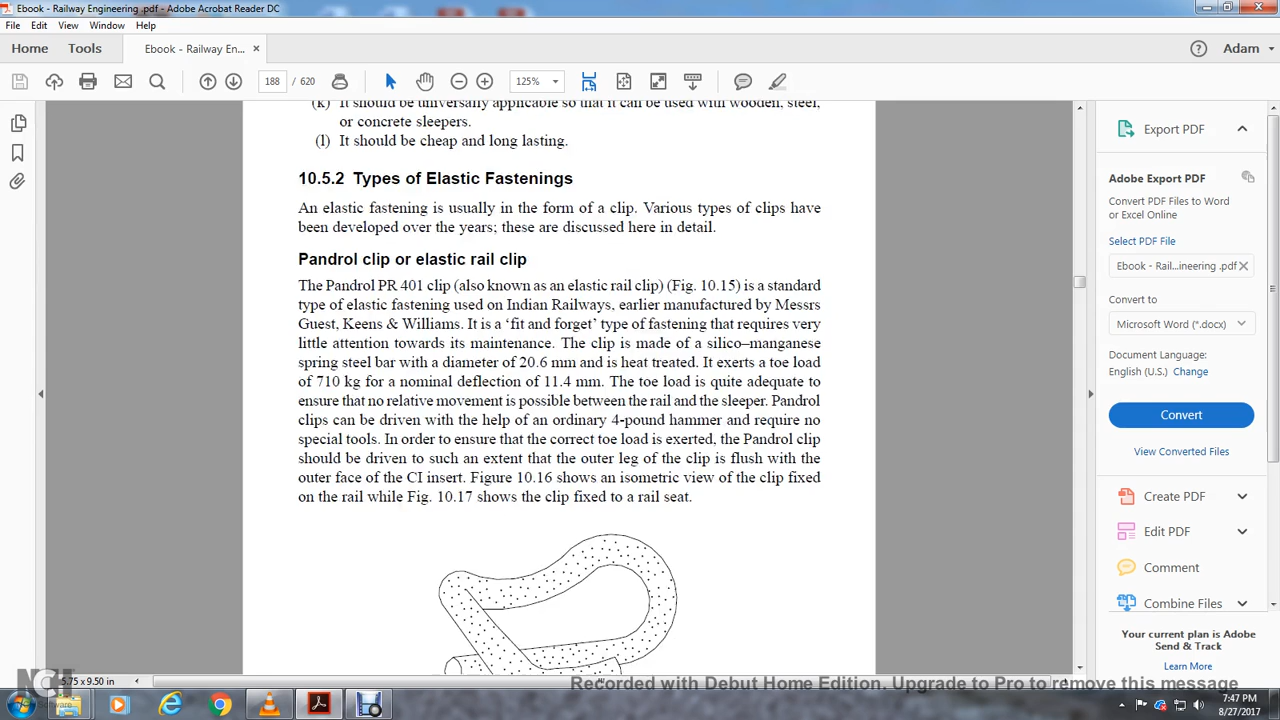 Ebook - Railway Engineering .pdf - Adobe Acrobat Reader DC
File Edit View Window Help
Home Tools Ebook - Railway En... × Adam
188 / 620 125%
(k) It should be universally applicable so that it can be used with wooden, steel,
or concrete sleepers.
(l) It should be cheap and long lasting.
10.5.2 Types of Elastic Fastenings
An elastic fastening is usually in the form of a clip. Various types of clips have
been developed over the years; these are discussed here in detail.
Pandrol clip or elastic rail clip
The Pandrol PR 401 clip (also known as an elastic rail clip) (Fig. 10.15) is a standard
type of elastic fastening used on Indian Railways, earlier manufactured by Messrs
Guest, Keens & Williams. It is a ‘fit and forget’ type of fastening that requires very
little attention towards its maintenance. The clip is made of a silico–manganese
spring steel bar with a diameter of 20.6 mm and is heat treated. It exerts a toe load
of 710 kg for a nominal deflection of 11.4 mm. The toe load is quite adequate to
ensure that no relative movement is possible between the rail and the sleeper. Pandrol
clips can be driven with the help of an ordinary 4-pound hammer and require no
special tools. In order to ensure that the correct toe load is exerted, the Pandrol clip
should be driven to such an extent that the outer leg of the clip is flush with the
outer face of the CI insert. Figure 10.16 shows an isometric view of the clip fixed
on the rail while Fig. 10.17 shows the clip fixed to a rail seat.
Export PDF
Adobe Export PDF
Convert PDF Files to Word
or Excel Online
Select PDF File
Ebook - Rail...ineering .pdf ×
Convert to
Microsoft Word (*.docx)
Document Language:
English (U.S.) Change
Convert
View Converted Files
Create PDF
Edit PDF
Comment
Combine Files
Your current plan is Adobe
Send & Track
Learn More
5.75 x 9.50 in
NCH Software
Recorded with Debut Home Edition. Upgrade to Pro to remove this message
7:47 PM
8/27/2017